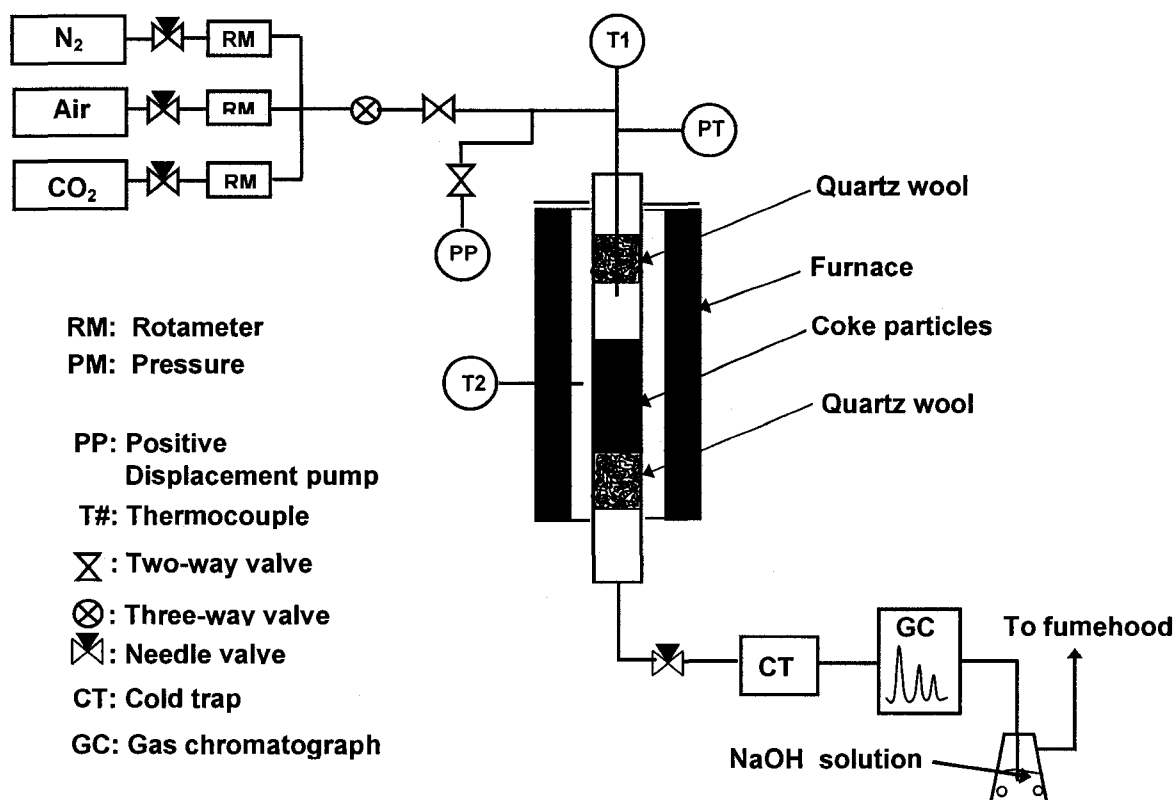 N₂
RM
Air
RM
CO₂
RM
T1
PT
PP
T2
Quartz wool
Furnace
Coke particles
Quartz wool
RM: Rotameter
PM: Pressure
PP: Positive
Displacement pump
T#: Thermocouple
: Two-way valve
: Three-way valve
: Needle valve
CT: Cold trap
GC: Gas chromatograph
CT
GC
To fumehood
NaOH solution